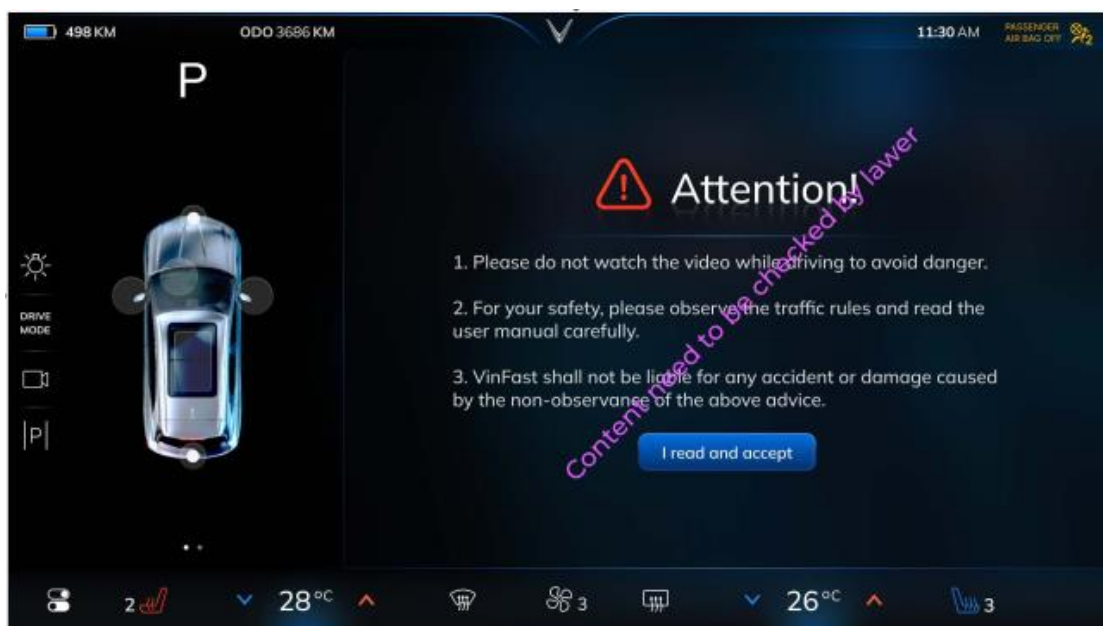 498 KM
ODO 3686 KM
11:30 AM
PASSENGER
AIR BAG OFF
2
P
Attention!
1. Please do not watch the video while driving to avoid danger.
2. For your safety, please observe the traffic rules and read the
user manual carefully.
3. VinFast shall not be liable for any accident or damage caused
by the non-observance of the above advice.
I read and accept
Content need to be checked by lawer
DRIVE
MODE
P
2
28°C
3
26°C
3